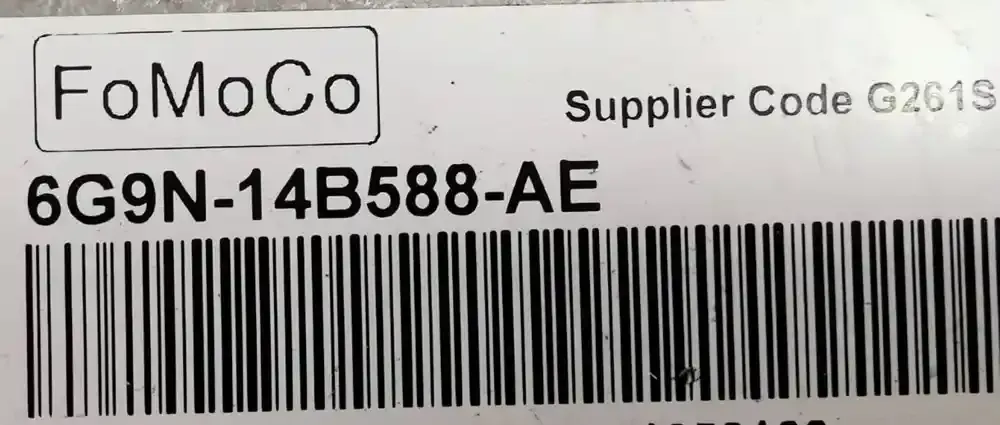 FoMoCo
Supplier Code G261S
6G9N-14B588-AE